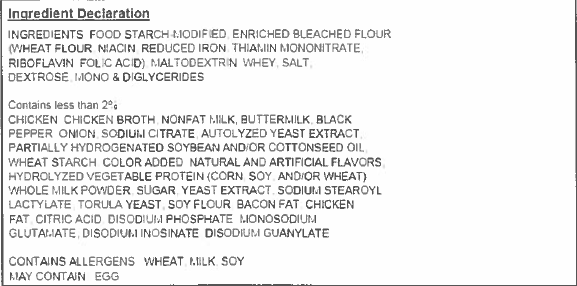 Ingredient Declaration
INGREDIENTS FOOD STARCH-MODIFIED, ENRICHED BLEACHED FLOUR
(WHEAT FLOUR, NIACIN, REDUCED IRON, THIAMIN MONONITRATE,
RIBOFLAVIN, FOLIC ACID), MALTODEXTRIN, WHEY, SALT,
DEXTROSE, MONO & DIGLYCERIDES
Contains less than 2%
CHICKEN, CHICKEN BROTH, NONFAT MILK, BUTTERMILK, BLACK
PEPPER, ONION, SODIUM CITRATE, AUTOLYZED YEAST EXTRACT,
PARTIALLY HYDROGENATED SOYBEAN AND/OR COTTONSEED OIL,
WHEAT STARCH, COLOR ADDED, NATURAL AND ARTIFICIAL FLAVORS,
HYDROLYZED VEGETABLE PROTEIN (CORN, SOY, AND/OR WHEAT)
WHOLE MILK POWDER, SUGAR, YEAST EXTRACT, SODIUM STEAROYL
LACTYLATE, TORULA YEAST, SOY FLOUR, BACON FAT, CHICKEN
FAT, CITRIC ACID, DISODIUM PHOSPHATE, MONOSODIUM
GLUTAMATE, DISODIUM INOSINATE, DISODIUM GUANYLATE
CONTAINS ALLERGENS WHEAT, MILK, SOY
MAY CONTAIN EGG